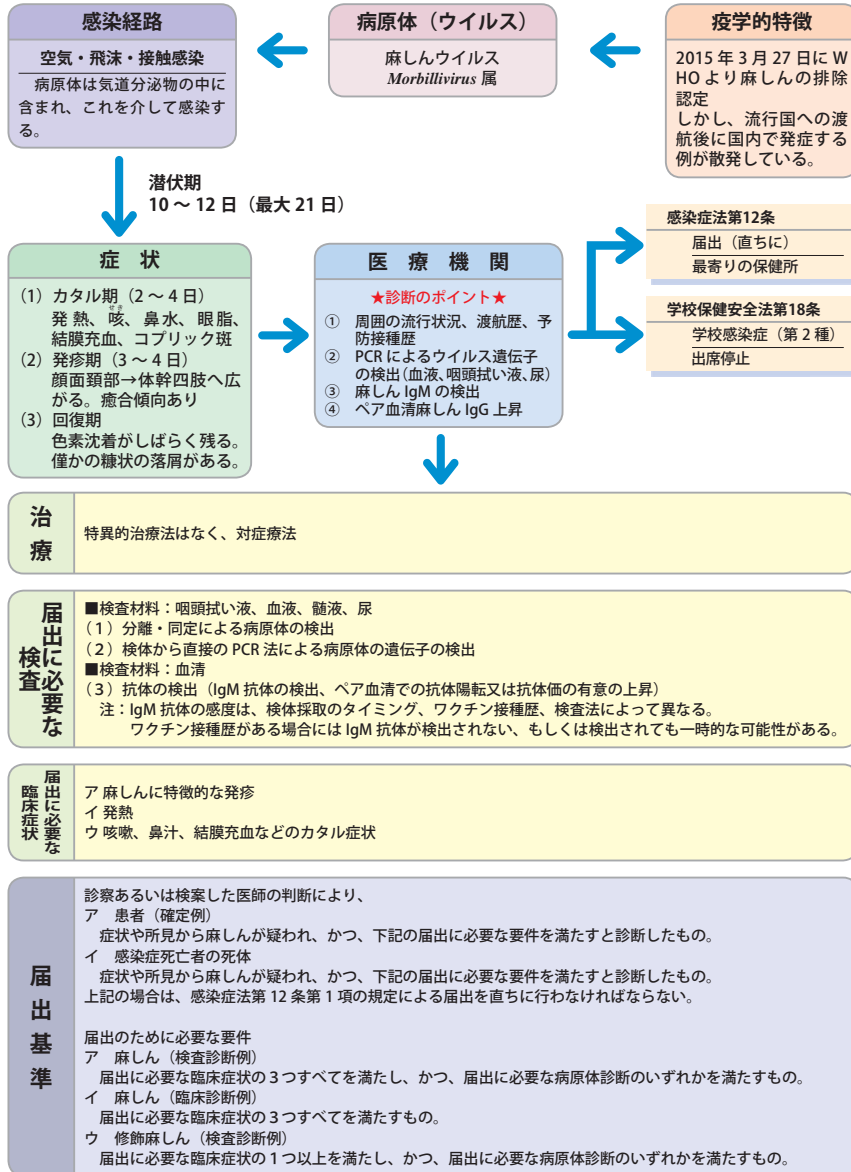 感染経路
空気・飛沫・接触感染
病原体は気道分泌物の中に
含まれ、これを介して感染す
る。
病原体（ウイルス）
麻しんウイルス
Morbillivirus 属
疫学的特徴
2015 年 3 月 27 日に W
HO より麻しんの排除
認定
しかし、流行国への渡
航後に国内で発症する
例が散発している。
潜伏期
10 ～ 12 日（最大 21 日）
症 状
（1）カタル期（2 ～ 4 日）
発熱、咳、鼻水、眼脂、
せき
結膜充血、コプリック斑
（2）発疹期（3 ～ 4 日）
顔面頸部→体幹四肢へ広
がる。癒合傾向あり
（3）回復期
色素沈着がしばらく残る。
僅かの糠状の落屑がある。
医 療 機 関
★診断のポイント★
① 周囲の流行状況、渡航歴、予
防接種歴
② PCR によるウイルス遺伝子
の検出（血液、咽頭拭い液、尿）
③ 麻しん IgM の検出
④ ペア血清麻しん IgG 上昇
感染症法第12条
届出（直ちに）
最寄りの保健所
学校保健安全法第18条
学校感染症（第 2 種）
出席停止
治療
特異的治療法はなく、対症療法
届出に必要な
検査
■検査材料：咽頭拭い液、血液、髄液、尿
（１）分離・同定による病原体の検出
（２）検体から直接の PCR 法による病原体の遺伝子の検出
■検査材料：血清
（３）抗体の検出（IgM 抗体の検出、ペア血清での抗体陽転又は抗体価の有意の上昇）
注：IgM 抗体の感度は、検体採取のタイミング、ワクチン接種歴、検査法によって異なる。
ワクチン接種歴がある場合には IgM 抗体が検出されない、もしくは検出されても一時的な可能性がある。
届出に必要な
臨床症状
ア 麻しんに特徴的な発疹
イ 発熱
ウ 咳嗽、鼻汁、結膜充血などのカタル症状
届出基準
診察あるいは検案した医師の判断により、
ア　患者（確定例）
症状や所見から麻しんが疑われ、かつ、下記の届出に必要な要件を満たすと診断したもの。
イ　感染症死亡者の死体
症状や所見から麻しんが疑われ、かつ、下記の届出に必要な要件を満たすと診断したもの。
上記の場合は、感染症法第 12 条第 1 項の規定による届出を直ちに行わなければならない。
届出のために必要な要件
ア　麻しん（検査診断例）
届出に必要な臨床症状の３つすべてを満たし、かつ、届出に必要な病原体診断のいずれかを満たすもの。
イ　麻しん（臨床診断例）
届出に必要な臨床症状の３つすべてを満たすもの。
ウ　修飾麻しん（検査診断例）
届出に必要な臨床症状の１つ以上を満たし、かつ、届出に必要な病原体診断のいずれかを満たすもの。